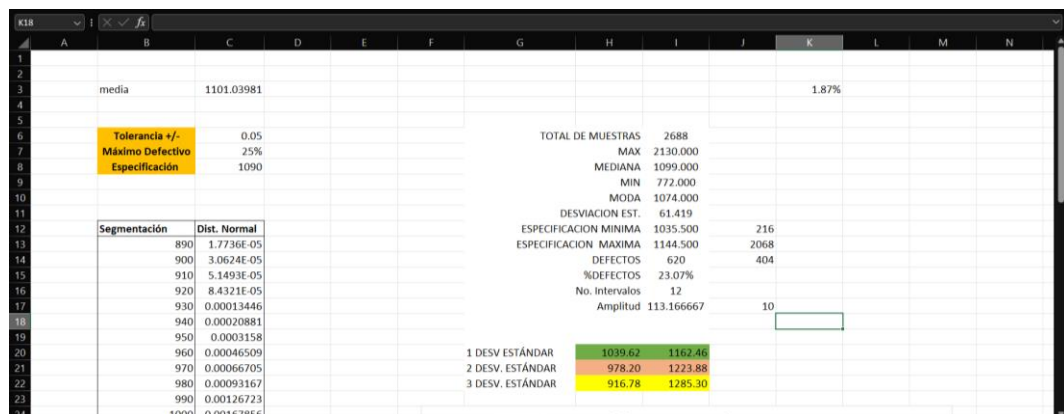 K18 fx
A B C D E F G H I J K L M N
1
2
3 media 1101.03981 1.87%
4
5
6 Tolerancia +/- 0.05 TOTAL DE MUESTRAS 2688
7 Máximo Defectivo 25% MAX 2130.000
8 Especificación 1090 MEDIANA 1099.000
9 MIN 772.000
10 MODA 1074.000
11 DESVIACION EST. 61.419
12 Segmentación Dist. Normal ESPECIFICACION MINIMA 1035.500 216
13 890 1.7736E-05 ESPECIFICACION MAXIMA 1144.500 2068
14 900 3.0624E-05 DEFECTOS 620 404
15 910 5.1493E-05 %DEFECTOS 23.07%
16 920 8.4321E-05 No. Intervalos 12
17 930 0.00013446 Amplitud 113.166667 10
18 940 0.00020881
19 950 0.0003158
20 960 0.00046509 1 DESV ESTÁNDAR 1039.62 1162.46
21 970 0.00066705 2 DESV. ESTÁNDAR 978.20 1223.88
22 980 0.00093167 3 DESV. ESTÁNDAR 916.78 1285.30
23 990 0.00126723
24 1000 0.00167856